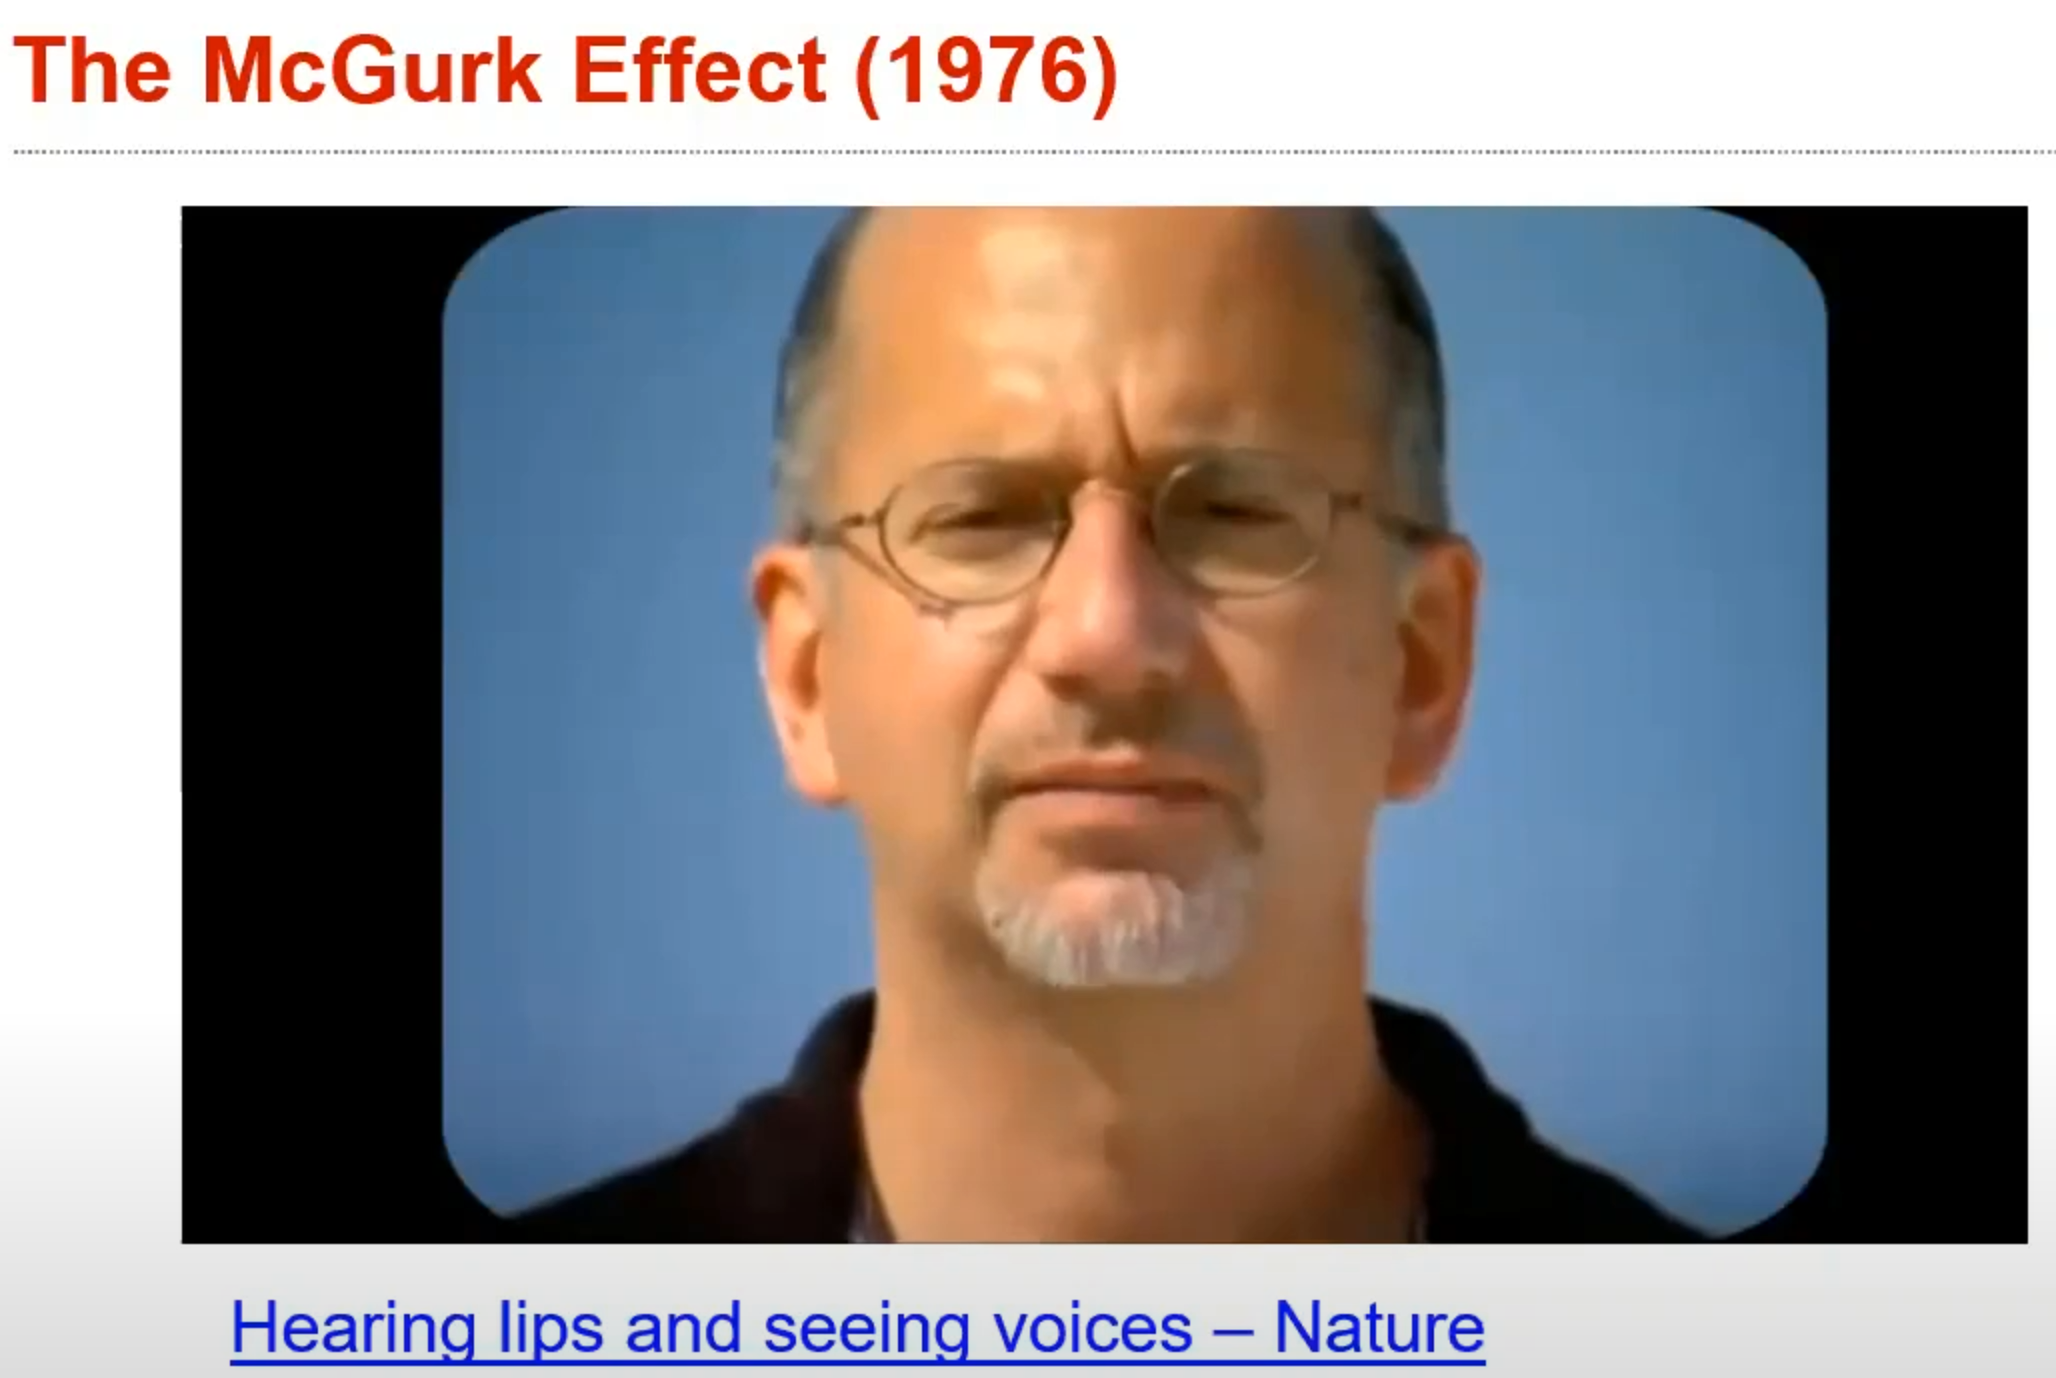 The McGurk Effect (1976)
Hearing lips and seeing voices – Nature